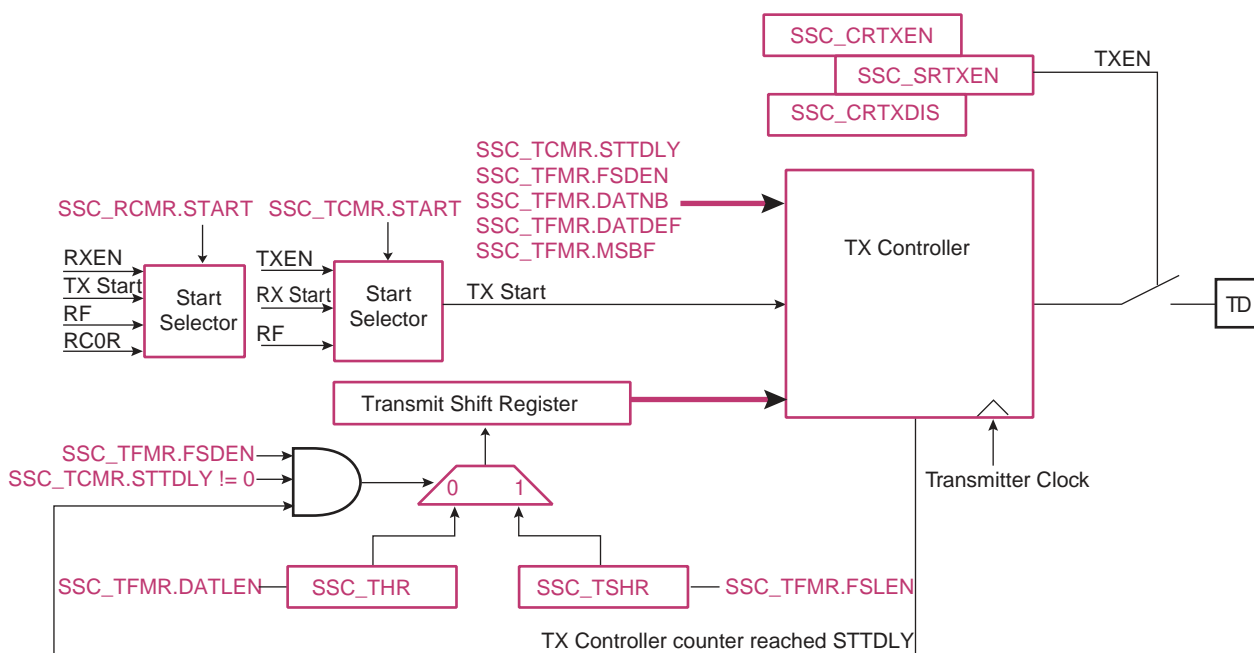 SSC_CRTXEN
SSC_SRTXEN
TXEN
SSC_CRTXDIS
SSC_TCMR.STTDLY
SSC_TFMR.FSDEN
SSC_TFMR.DATNB
SSC_TFMR.DATDEF
SSC_TFMR.MSBF
SSC_RCMR.START
SSC_TCMR.START
RXEN
TX Start
RF
RC0R
Start
Selector
TXEN
RX Start
RF
Start
Selector
TX Start
TX Controller
TD
Transmit Shift Register
Transmitter Clock
SSC_TFMR.FSDEN
SSC_TCMR.STTDLY != 0
0
1
SSC_TFMR.DATLEN
SSC_THR
SSC_TSHR
SSC_TFMR.FSLEN
TX Controller counter reached STTDLY